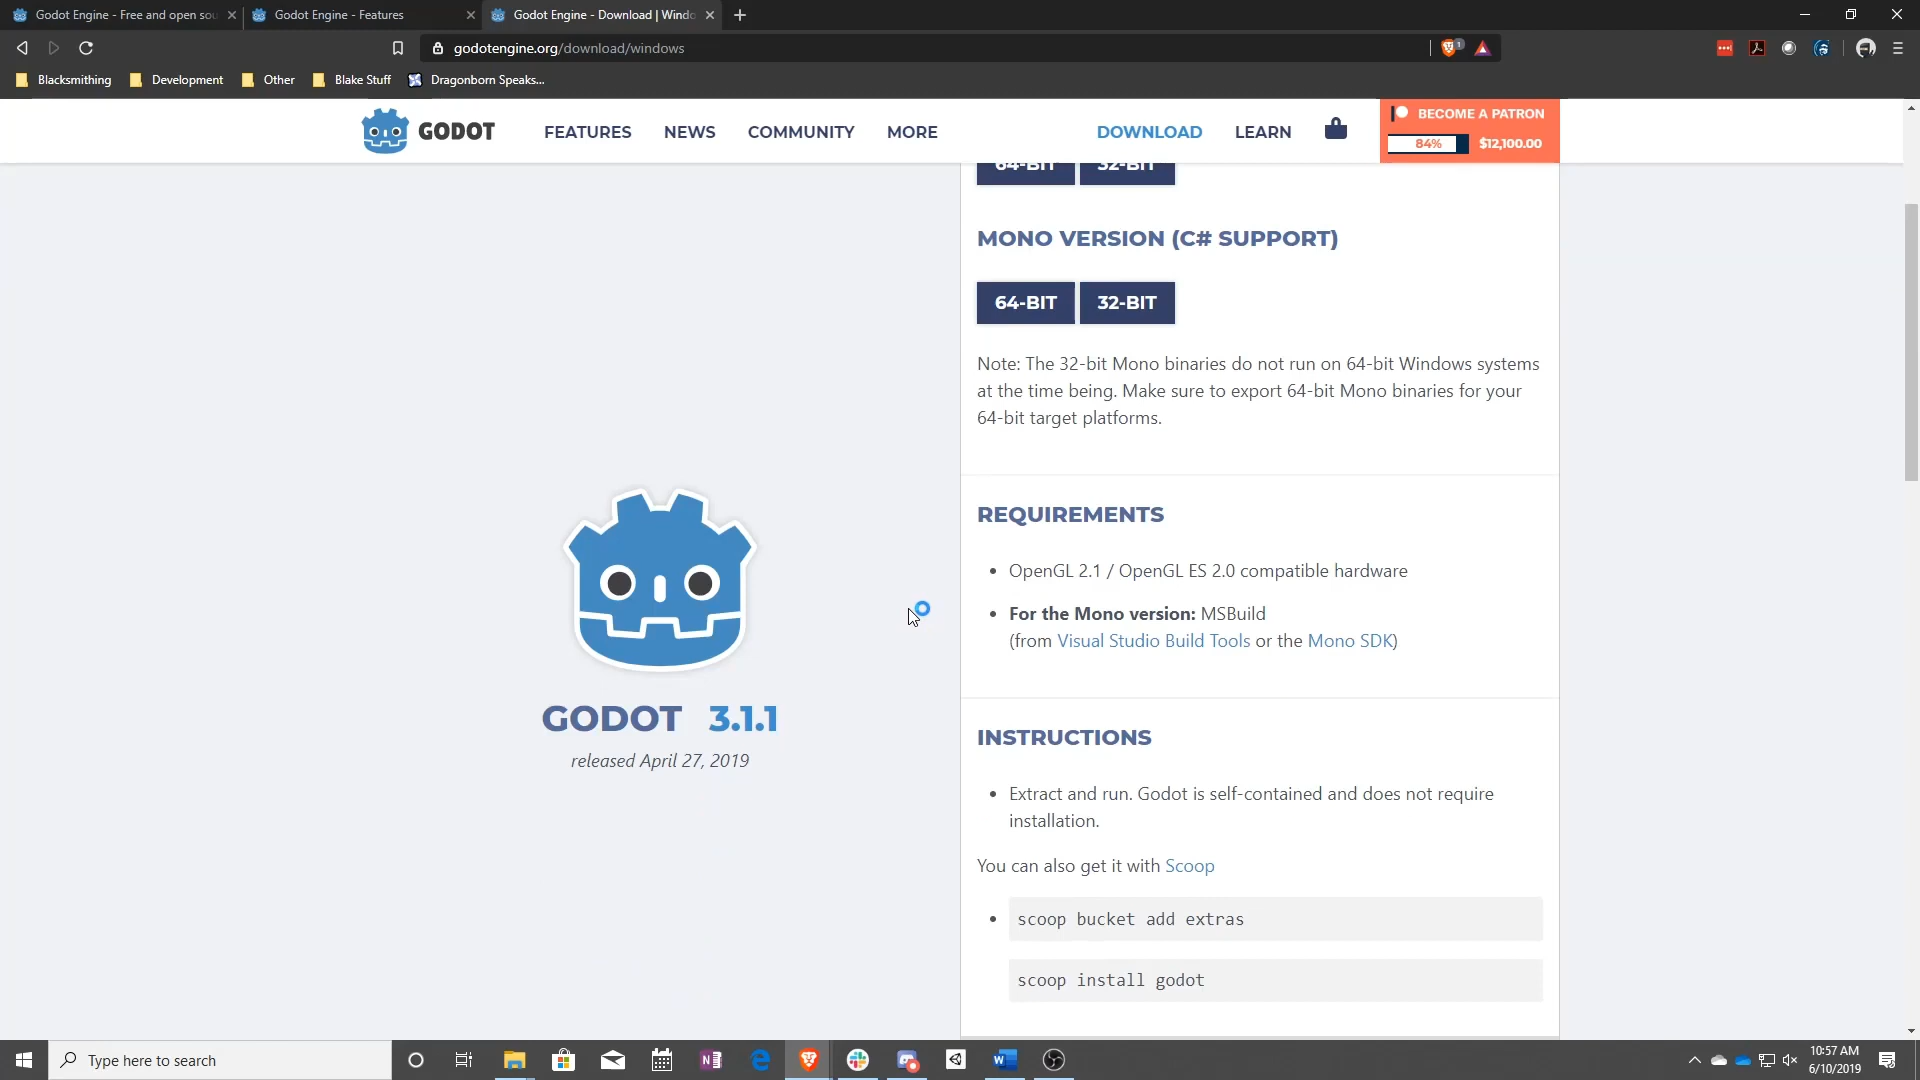 Godot Engine - Free and open sou
Godot Engine - Features
Godot Engine - Download | Windo
godotengine.org/download/windows
1
Blacksmithing
Development
Other
Blake Stuff
Dragonborn Speaks...
GODOT
FEATURES
NEWS
COMMUNITY
MORE
DOWNLOAD
LEARN
BECOME A PATRON
84%
$12,100.00
64-BIT
32-BIT
MONO VERSION (C# SUPPORT)
64-BIT
32-BIT
Note: The 32-bit Mono binaries do not run on 64-bit Windows systems
at the time being. Make sure to export 64-bit Mono binaries for your
64-bit target platforms.
REQUIREMENTS
• OpenGL 2.1 / OpenGL ES 2.0 compatible hardware
• For the Mono version: MSBuild
(from Visual Studio Build Tools or the Mono SDK)
GODOT 3.1.1
released April 27, 2019
INSTRUCTIONS
• Extract and run. Godot is self-contained and does not require
installation.
You can also get it with Scoop
• scoop bucket add extras
scoop install godot
Type here to search
10:57 AM
6/10/2019